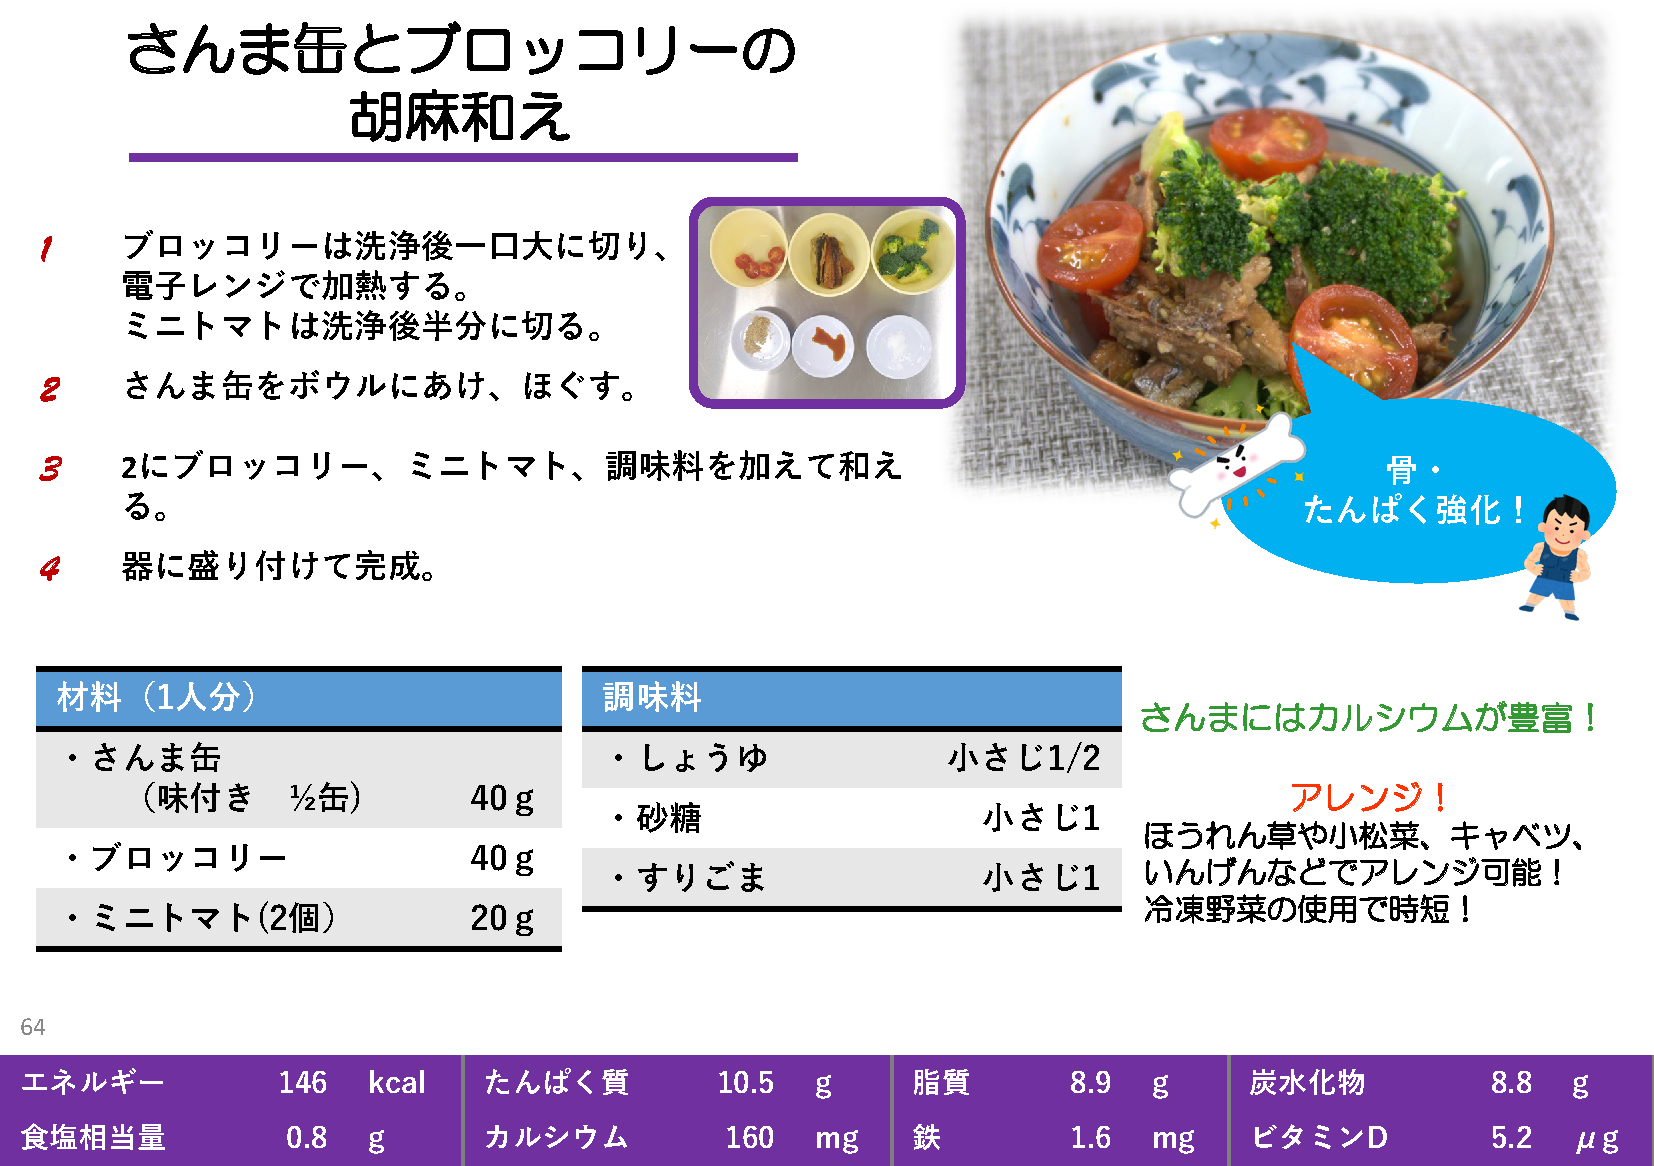 さんま缶とブロッコリーの
胡麻和え
1 ブロッコリーは洗浄後一口大に切り、
電子レンジで加熱する。
ミニトマトは洗浄後半分に切る。
2 さんま缶をボウルにあけ、ほぐす。
3 2にブロッコリー、ミニトマト、調味料を加えて和え
る。
4 器に盛り付けて完成。
骨・
たんぱく強化！
材料（1人分）
・さんま缶
（味付き　½缶） 40ｇ
・ブロッコリー 40ｇ
・ミニトマト(2個） 20ｇ
調味料
・しょうゆ 小さじ1/2
・砂糖 小さじ1
・すりごま 小さじ1
さんまにはカルシウムが豊富！
アレンジ！
ほうれん草や小松菜、キャベツ、
いんげんなどでアレンジ可能！
冷凍野菜の使用で時短！
64
エネルギー 146 kcal たんぱく質 10.5 g 脂質 8.9 g 炭水化物 8.8 g
食塩相当量 0.8 g カルシウム 160 mg 鉄 1.6 mg ビタミンD 5.2 μg